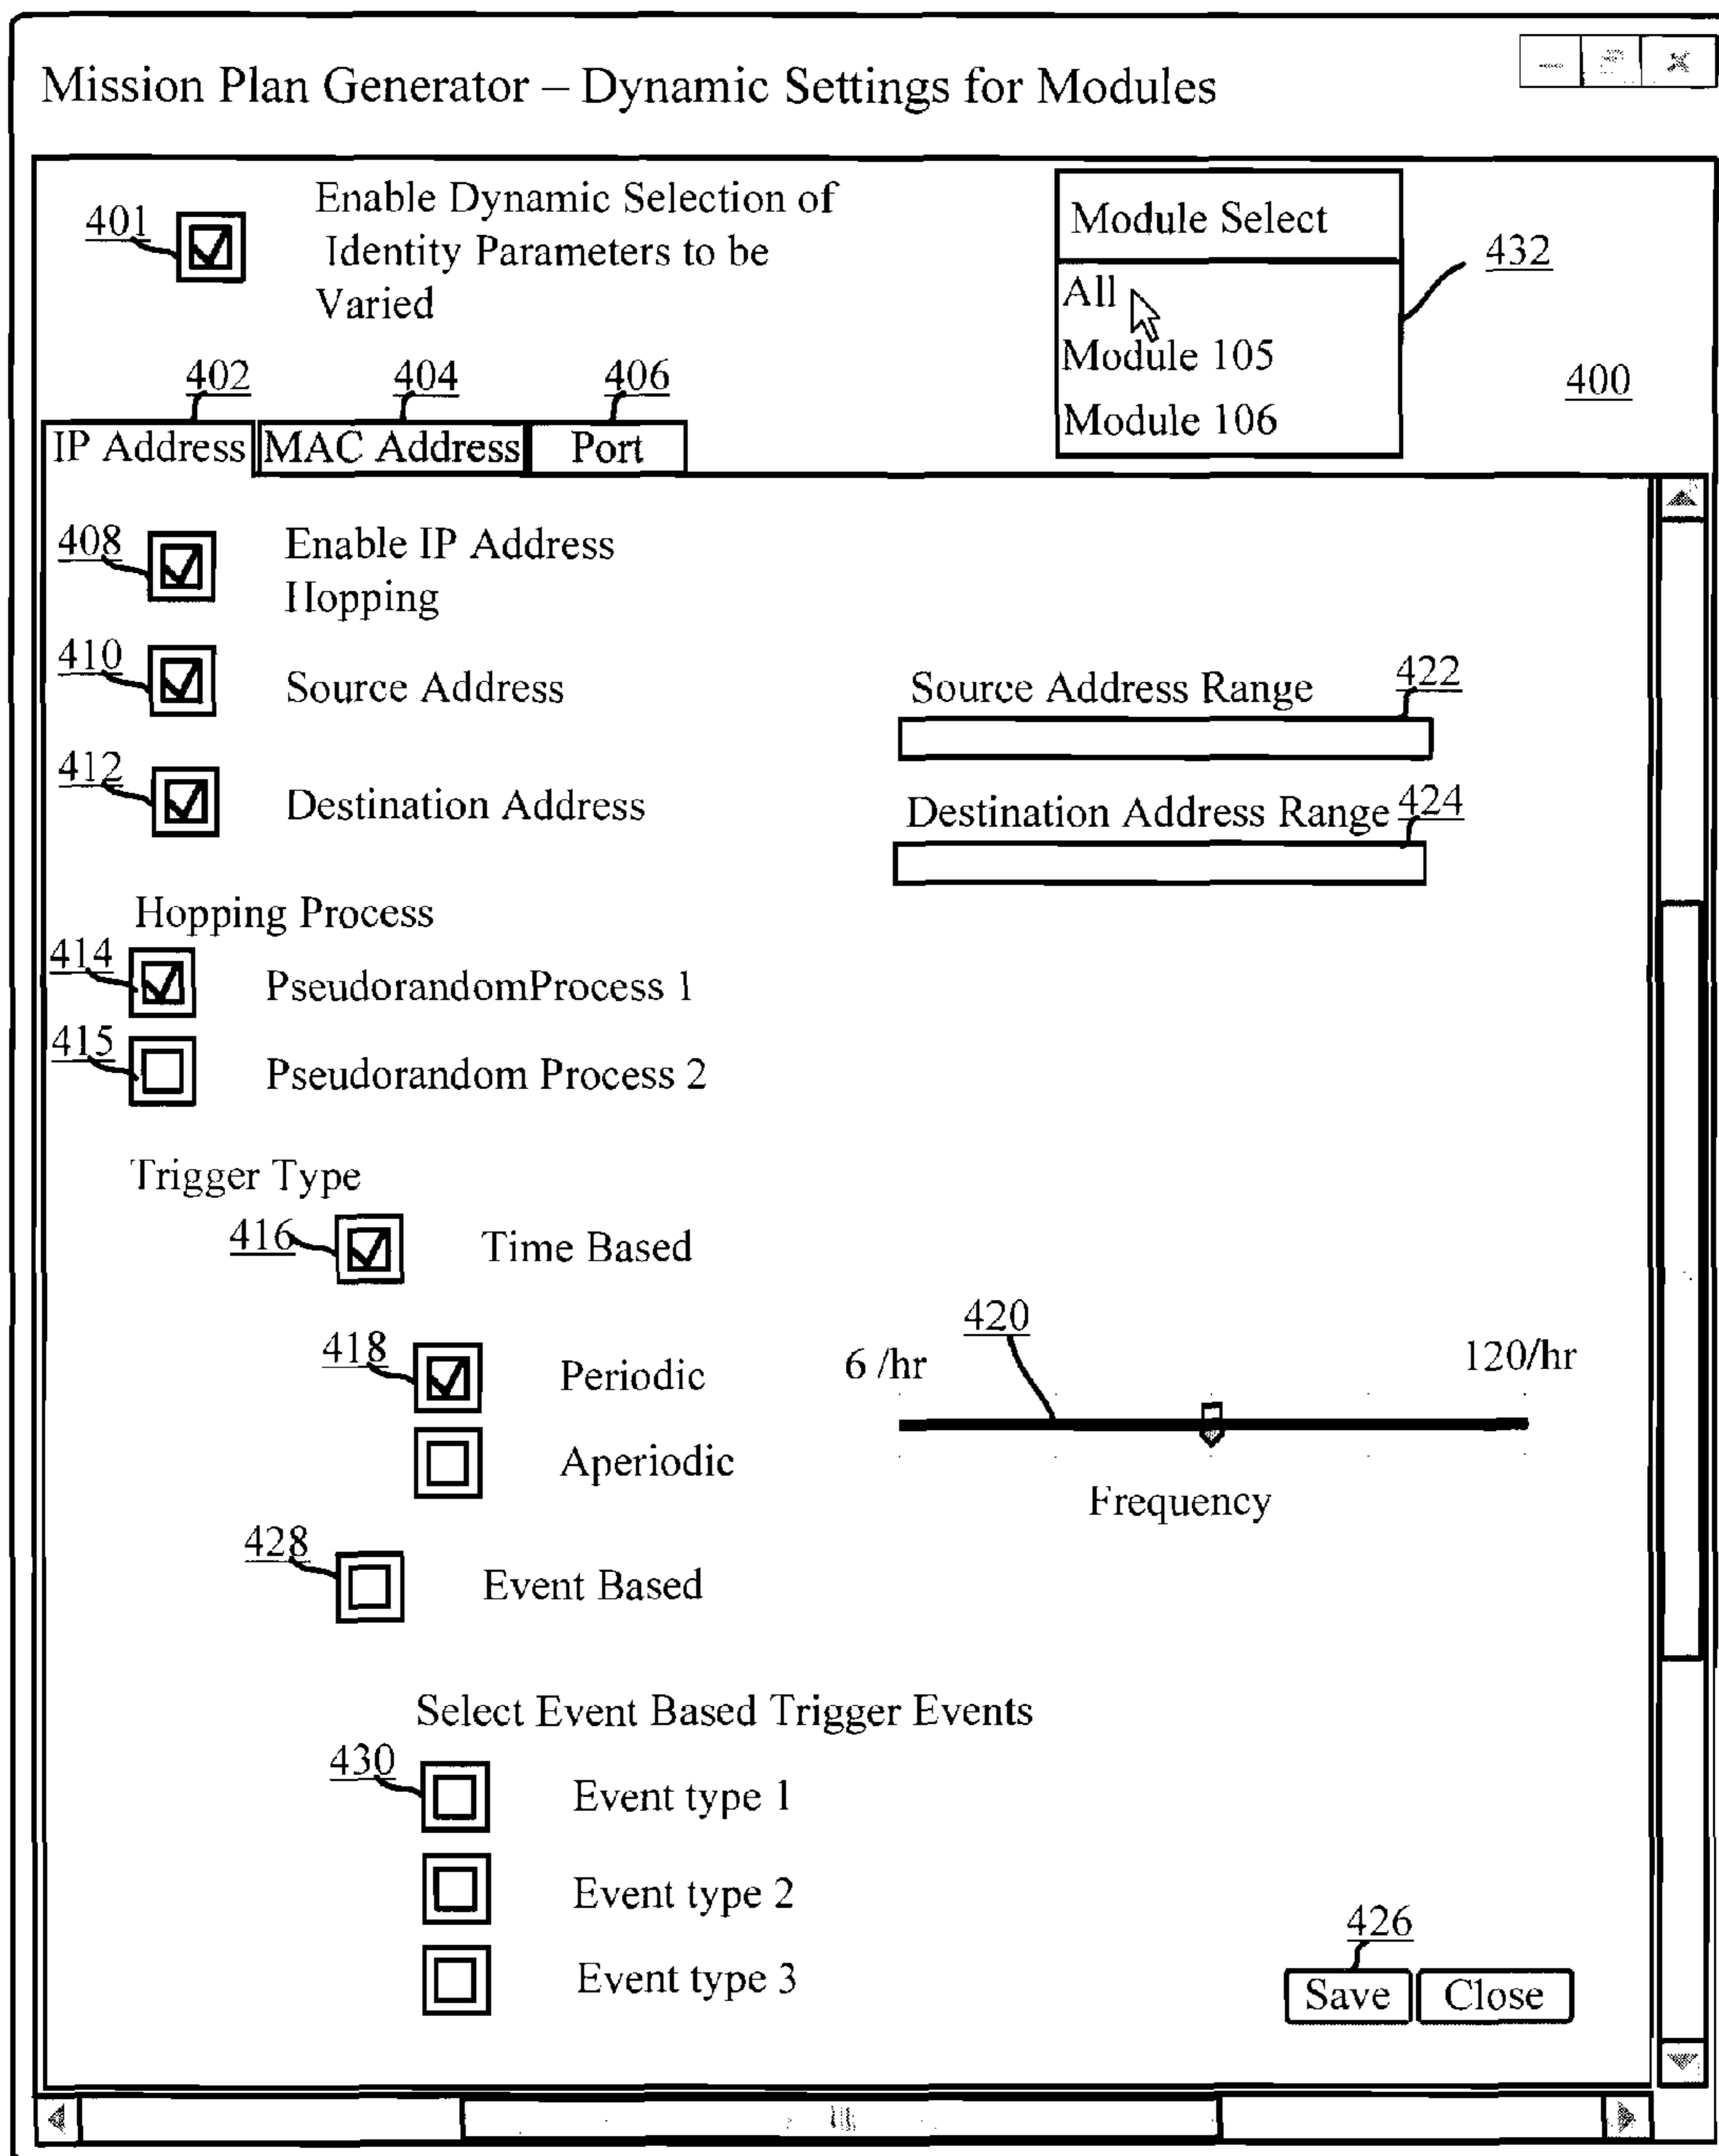 Mission Plan Generator – Dynamic Settings for Modules
401
Enable Dynamic Selection of
Identity Parameters to be
Varied
Module Select
All
Module 105
Module 106
432
400
402
404
406
IP Address
MAC Address
Port
408
Enable IP Address
Hopping
410
Source Address
Source Address Range
422
412
Destination Address
Destination Address Range
424
Hopping Process
414
PseudorandomProcess 1
415
Pseudorandom Process 2
Trigger Type
416
Time Based
418
Periodic
6 /hr
420
120/hr
Aperiodic
Frequency
428
Event Based
Select Event Based Trigger Events
430
Event type 1
Event type 2
Event type 3
426
Save
Close